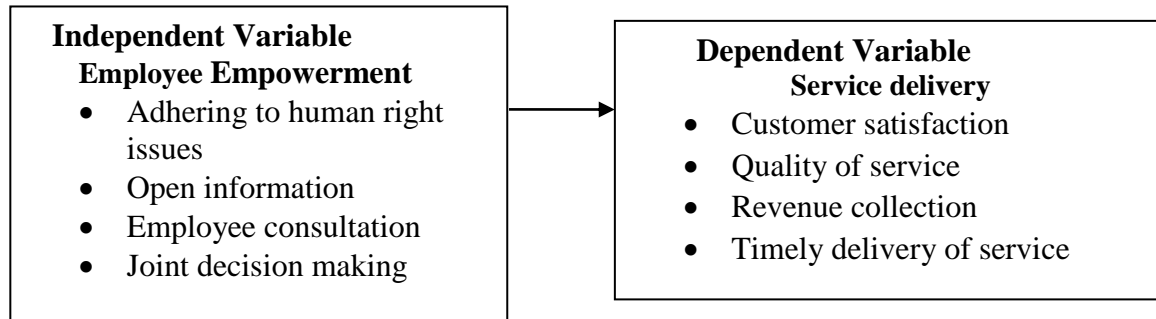 Independent Variable
Employee Empowerment
• Adhering to human right
issues
• Open information
• Employee consultation
• Joint decision making
Dependent Variable
Service delivery
• Customer satisfaction
• Quality of service
• Revenue collection
• Timely delivery of service